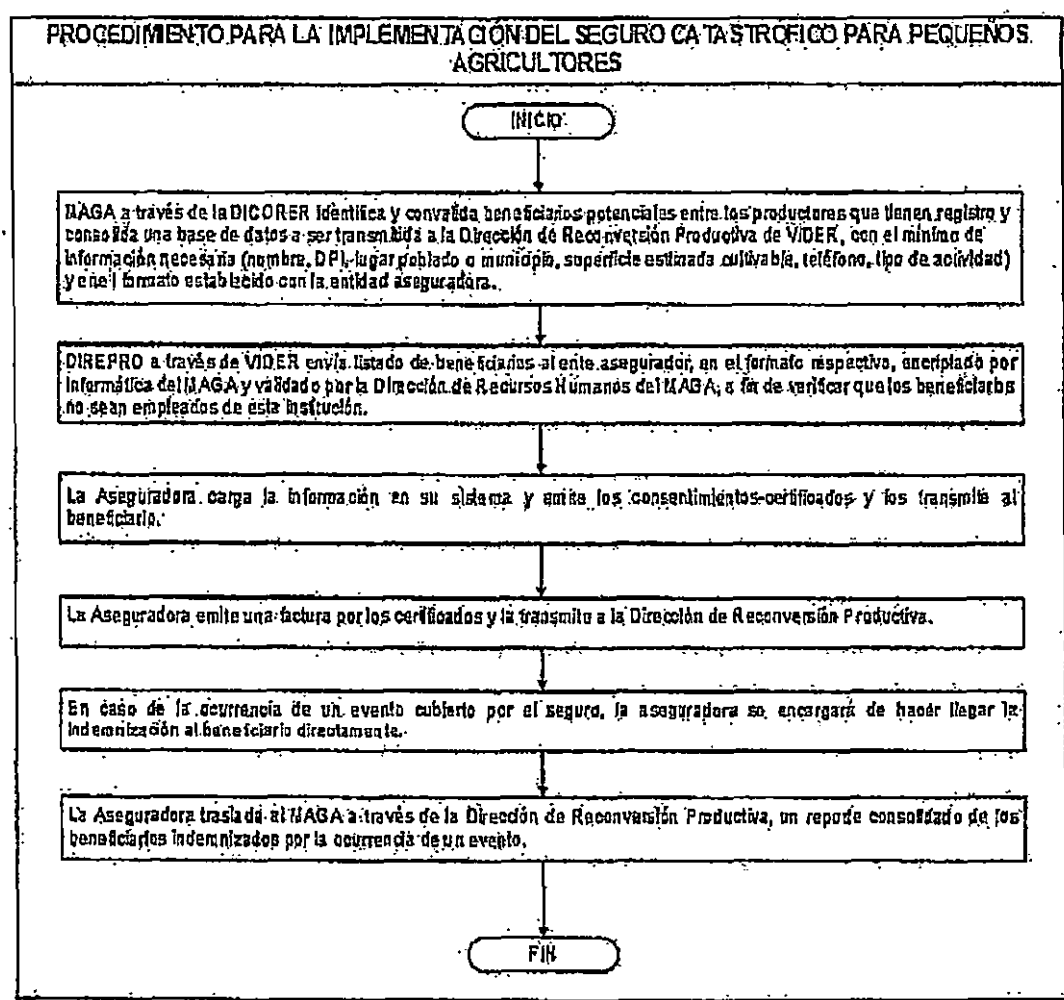 PROCEDIMIENTO PARA LA IMPLEMENTACIÓN DEL SEGURO CATASTRÓFICO PARA PEQUEÑOS
AGRICULTORES
INICIO
MAGA a través de la DICORER identifica y convalida beneficiarios potenciales entre los productores que tienen registro y
consolida una base de datos a ser transmitida a la Dirección de Reconversión Productiva de VIDER, con el mínimo de
información necesaria (nombre, DPI, lugar poblado o municipio, superficie estimada cultivable, teléfono, tipo de actividad)
y en el formato establecido con la entidad aseguradora.
DIREPRO a través de VIDER envía listado de beneficiarios al ente asegurador, en el formato respectivo, encriptado por
Informática del MAGA y validado por la Dirección de Recursos Humanos del MAGA, a fin de verificar que los beneficiarios
no sean empleados de esta institución.
La Aseguradora carga la información en su sistema y emite los consentimientos-certificados y los transmite al
beneficiario.
La Aseguradora emite una factura por los certificados y la transmite a la Dirección de Reconversión Productiva.
En caso de la ocurrencia de un evento cubierto por el seguro, la aseguradora se encargará de hacer llegar la
indemnización al beneficiario directamente.
La Aseguradora traslada al MAGA a través de la Dirección de Reconversión Productiva, un reporte consolidado de los
beneficiarios indemnizados por la ocurrencia de un evento.
FIN